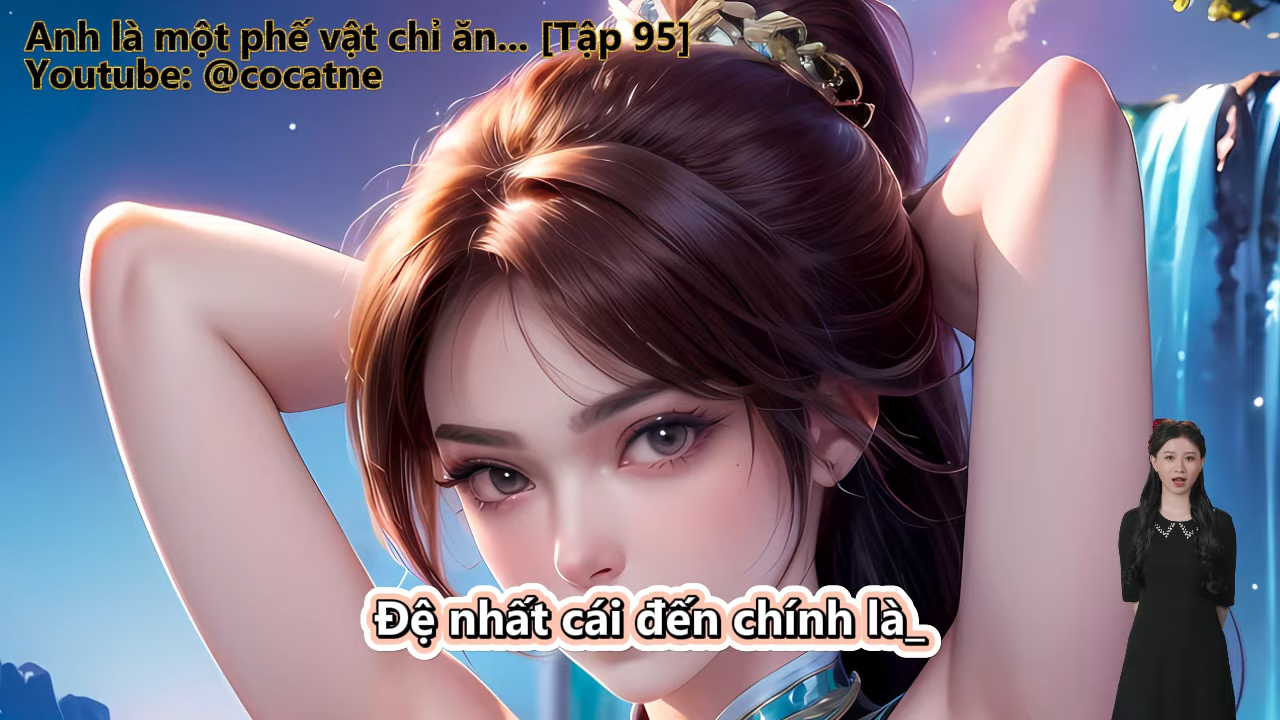 Anh là một phế vật chỉ ăn... [Tập 95]
Youtube: @cocatne
Đệ nhất cái đến chính là_